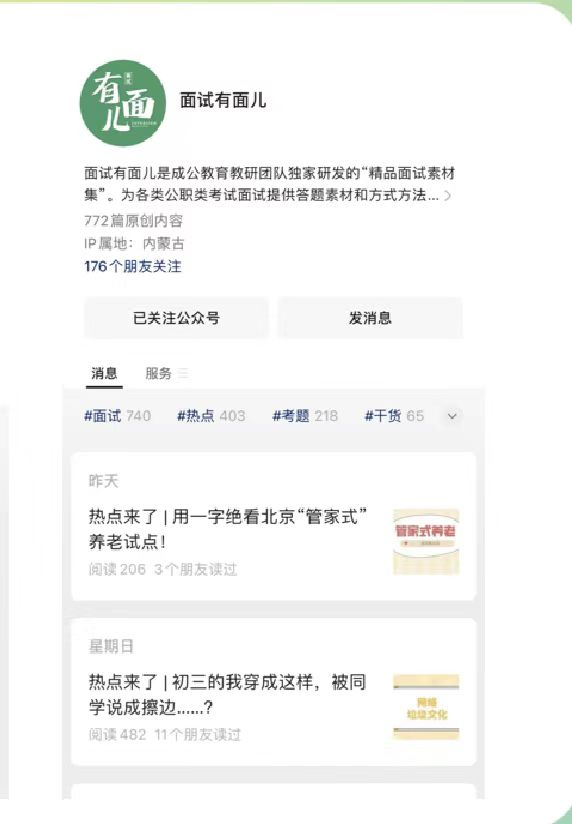 有面儿
面试有面儿
面试有面儿是成公教育教研团队独家研发的“精品面试素材
集”。为各类公职类考试面试提供答题素材和方式方法...
772篇原创内容
IP属地：内蒙古
176个朋友关注
已关注公众号
发消息
消息
服务
#面试 740
#热点 403
#考题 218
#干货 65
昨天
热点来了 | 用一字绝看北京“管家式”
养老试点！
阅读 206 3个朋友读过
管家式养老
星期日
热点来了 | 初三的我穿成这样，被同
学说成擦边......?
阅读 482 11个朋友读过
网络
垃圾文化